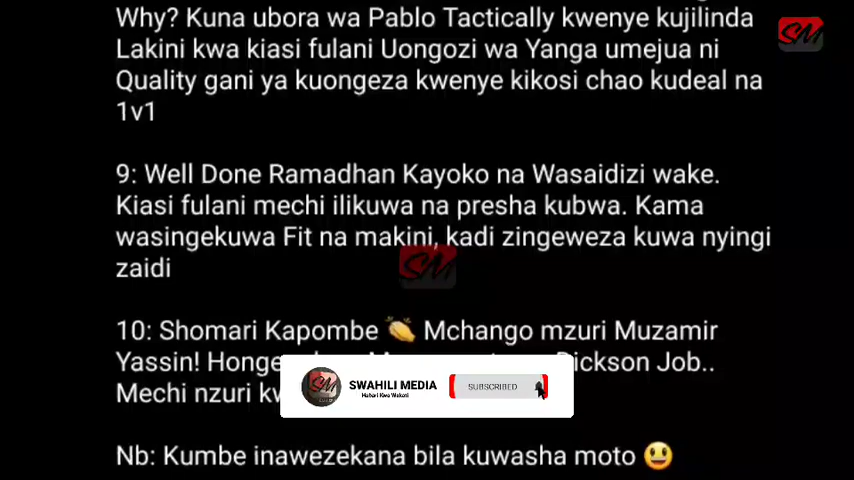 Why? Kuna ubora wa Pablo Tactically kwenye kujilinda
Lakini kwa kiasi fulani Uongozi wa Yanga umejua ni
Quality gani ya kuongeza kwenye kikosi chao kudeal na
1v1
9: Well Done Ramadhan Kayoko na Wasaidizi wake.
Kiasi fulani mechi ilikuwa na presha kubwa. Kama
wasingekuwa Fit na makini, kadi zingeweza kuwa nyingi
zaidi
10: Shomari Kapombe 👏 Mchango mzuri Muzamir
Yassin! Dickson Job..
Mechi nzuri
SWAHILI MEDIA
Habari Kwa Wakati
SUBSCRIBED
Nb: Kumbe inawezekana bila kuwasha moto 😃
SM
SM
SM